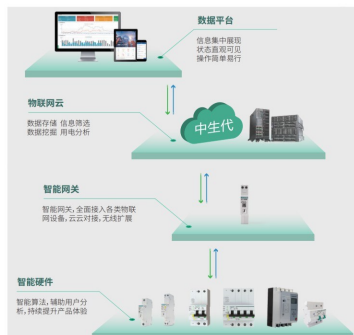 数据平台
信息集中展现
状态直观可见
操作简单易行
物联网云
数据存储 信息筛选
数据挖掘 用电分析
中生代
智能网关
智能网关,全面接入各类物联
网设备,云云对接,无线扩展
智能硬件
智能算法,辅助用户分
析,持续提升产品体验